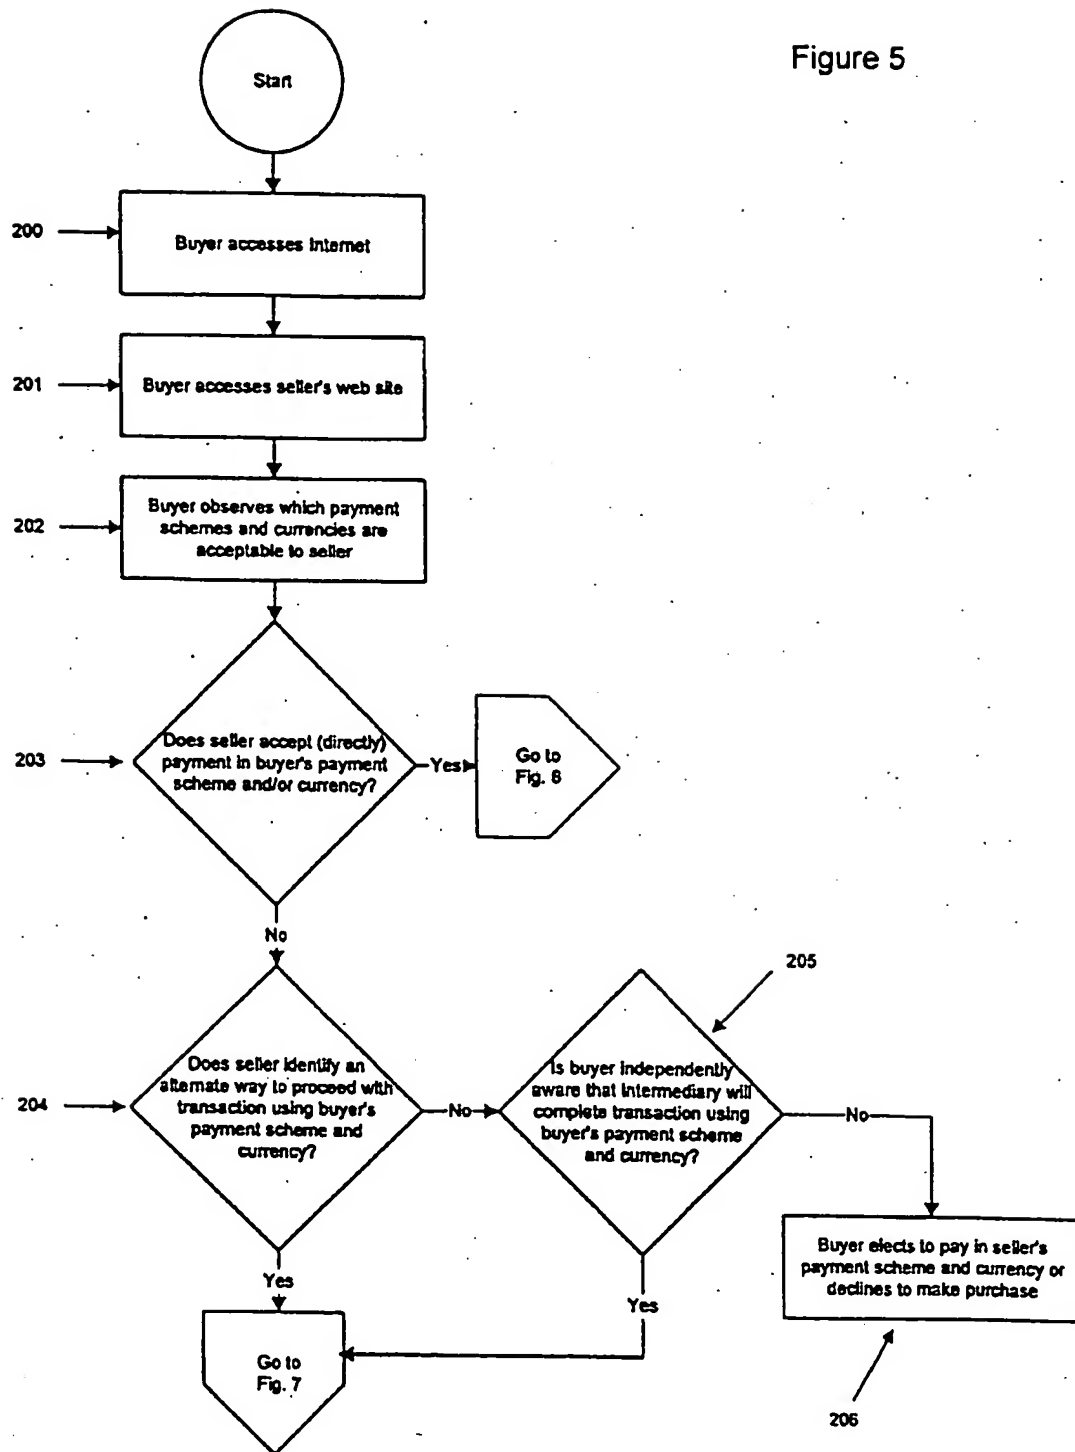 Figure 5
Start
200
Buyer accesses Internet
201
Buyer accesses seller's web site
202
Buyer observes which payment
schemes and currencies are
acceptable to seller
203
Does seller accept (directly)
payment in buyer's payment
scheme and/or currency?
Yes
Go to
Fig. 6
No
204
Does seller identify an
alternate way to proceed with
transaction using buyer's
payment scheme and
currency?
No
205
Is buyer independently
aware that intermediary will
complete transaction using
buyer's payment scheme
and currency?
No
Buyer elects to pay in seller's
payment scheme and currency or
declines to make purchase
206
Yes
Yes
Go to
Fig. 7